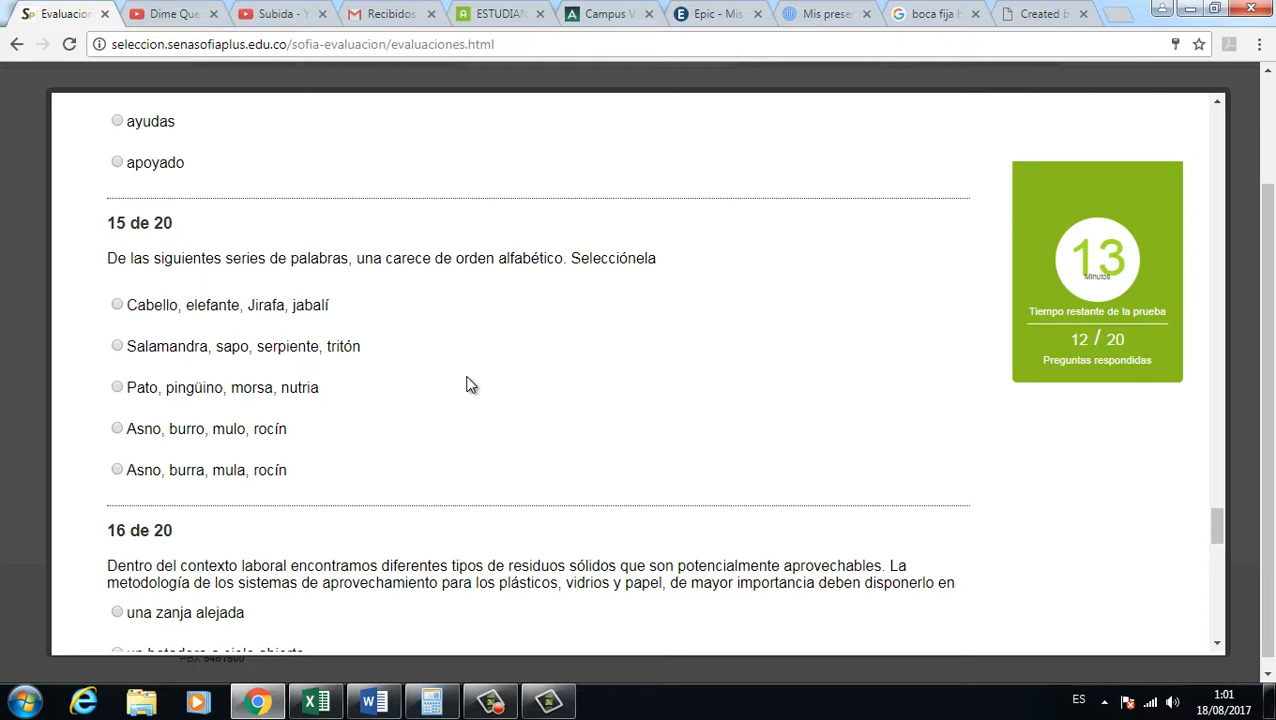 Evaluacion
Dime Que
Subida - Y
Recibidos
ESTUDIAN
Campus V
Epic - Mis
Mis prese
boca fija h
Created b
seleccion.senasofiaplus.edu.co/sofia-evaluacion/evaluaciones.html
ayudas
apoyado
15 de 20
De las siguientes series de palabras, una carece de orden alfabético. Selecciónela
Cabello, elefante, Jirafa, jabalí
Salamandra, sapo, serpiente, tritón
Pato, pingüino, morsa, nutria
Asno, burro, mulo, rocín
Asno, burra, mula, rocín
16 de 20
Dentro del contexto laboral encontramos diferentes tipos de residuos sólidos que son potencialmente aprovechables. La
metodología de los sistemas de aprovechamiento para los plásticos, vidrios y papel, de mayor importancia deben disponerlo en
una zanja alejada
13
Minutos
Tiempo restante de la prueba
12 / 20
Preguntas respondidas
ES
1:01
18/08/2017